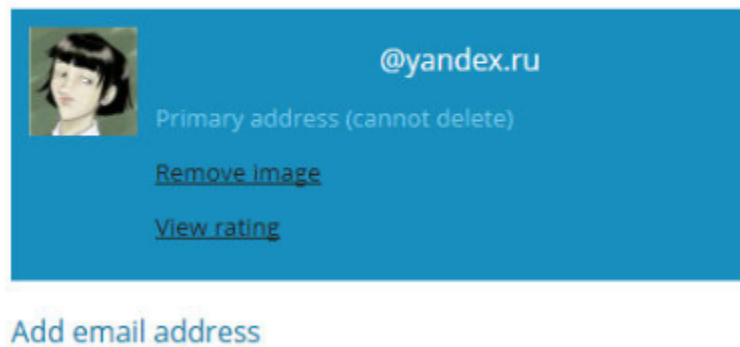 @yandex.ru
Primary address (cannot delete)
Remove image
View rating
Add email address